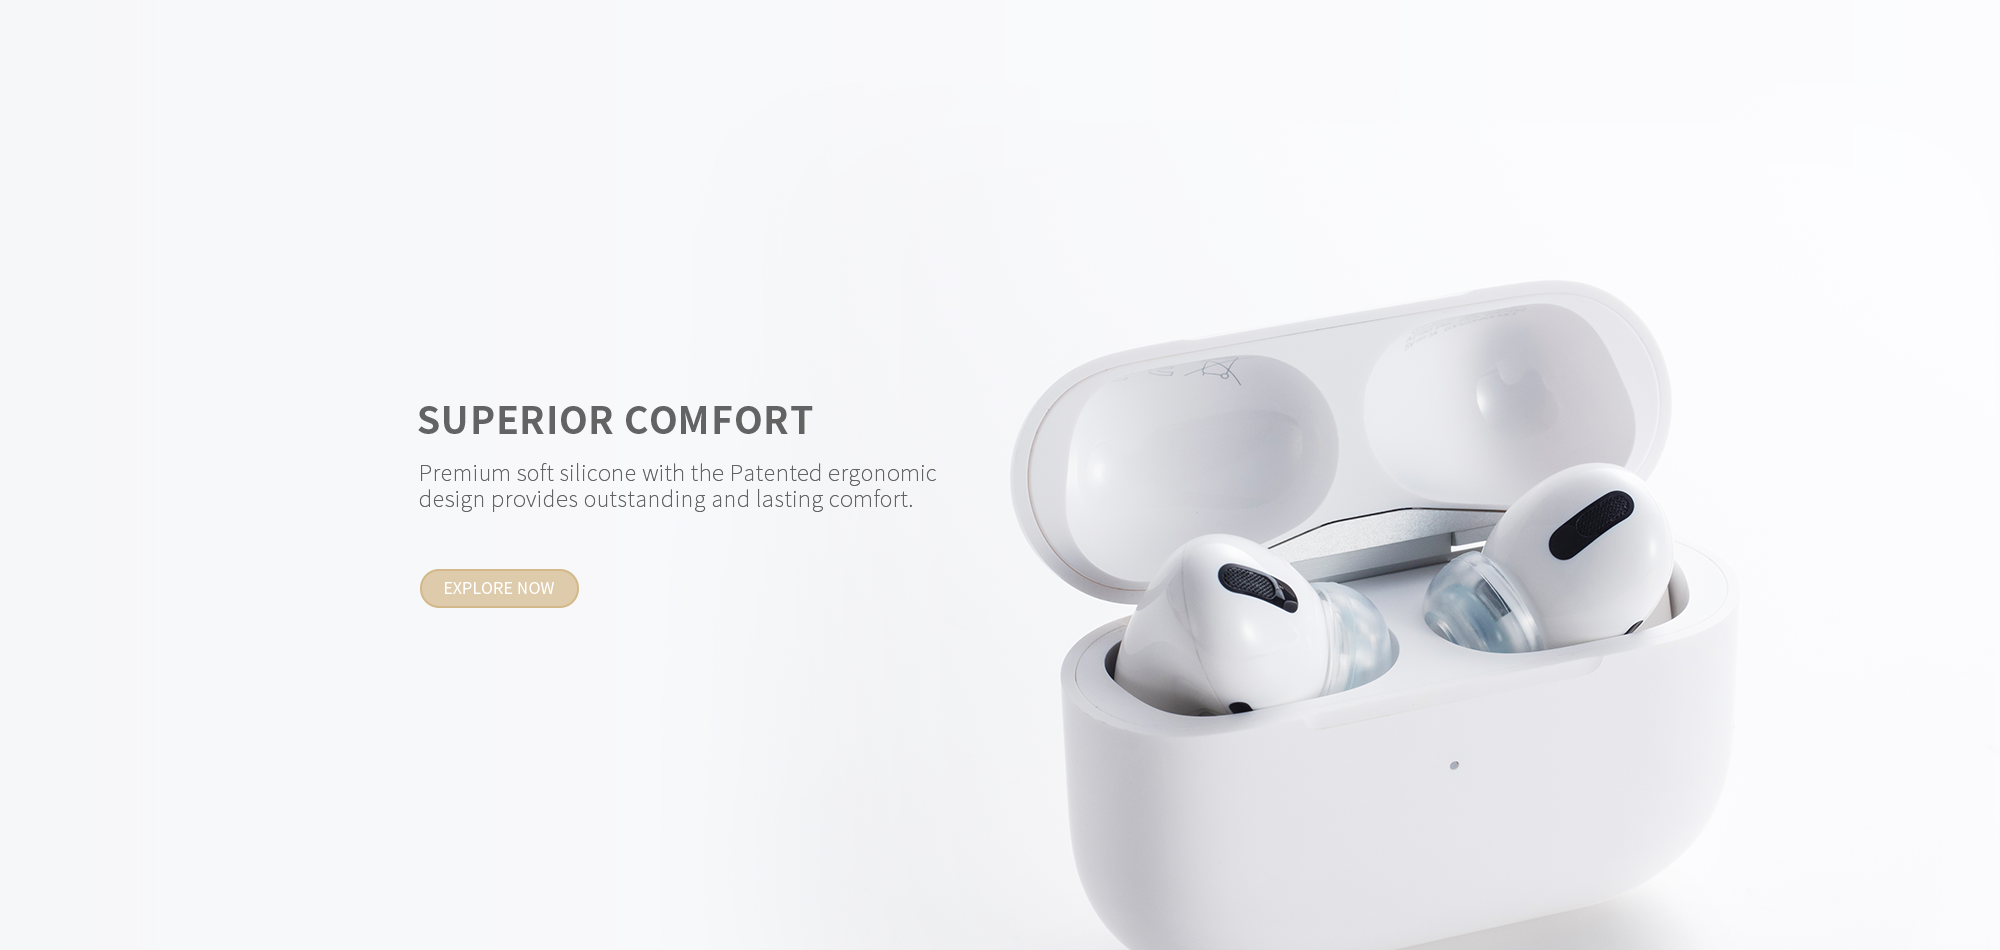 SUPERIOR COMFORT
Premium soft silicone with the Patented ergonomic
design provides outstanding and lasting comfort.
EXPLORE NOW